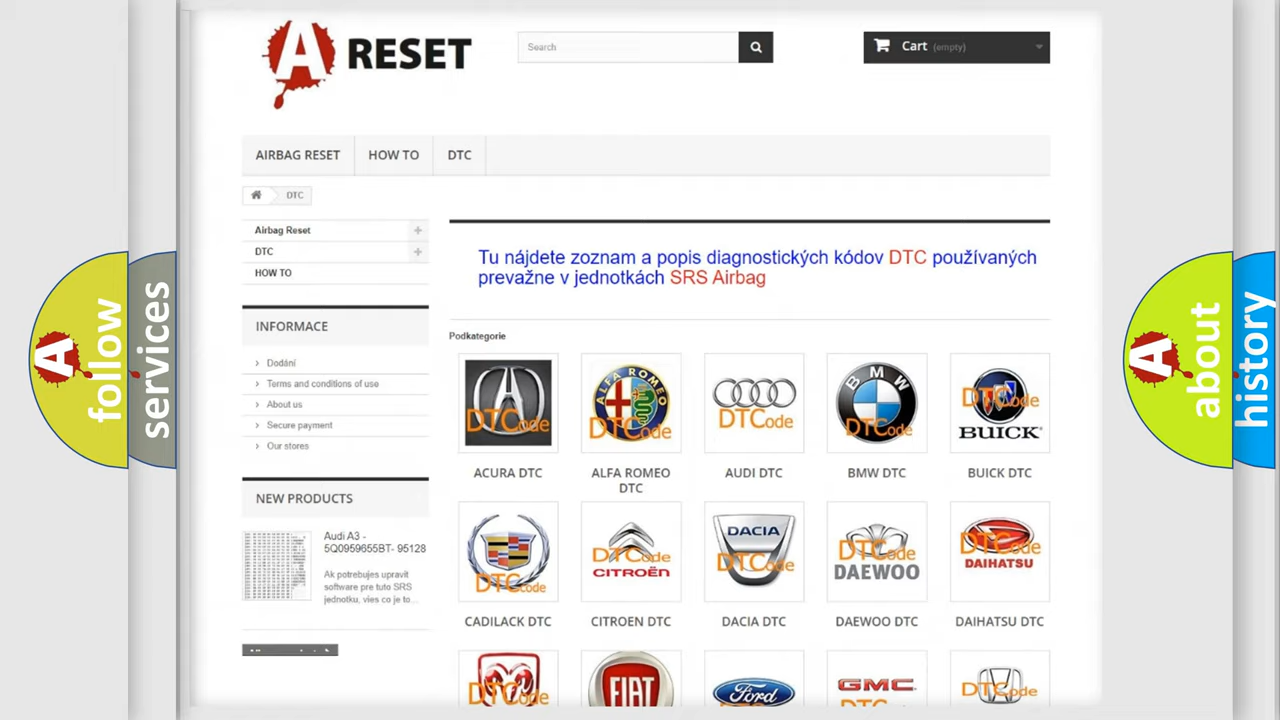 A RESET
Search
Cart (empty)
AIRBAG RESET
HOW TO
DTC
DTC
Airbag Reset
DTC
HOW TO
Tu nájdete zoznam a popis diagnostických kódov DTC používaných
prevažne v jednotkách SRS Airbag
INFORMACE
Dodání
Terms and conditions of use
About us
Secure payment
Our stores
NEW PRODUCTS
Audi A3 -
5Q0959655BT- 95128
Ak potrebujes upravit
software pre tuto SRS
jednotku, vies co je to...
Podkategorie
DTCode
ACURA DTC
ALFA ROMEO
DTCode
ALFA ROMEO
DTC
DTCode
AUDI DTC
BMW
DTCode
BMW DTC
DTCode
BUICK
BUICK DTC
DTCode
CADILACK DTC
DTCode
CITROËN
CITROEN DTC
DACIA
DTCode
DACIA DTC
DTCode
DAEWOO
DAEWOO DTC
DTCode
DAIHATSU
DAIHATSU DTC
DTCode
FIAT
Ford
GMC
DTCode
A
follow
services
A
about
history